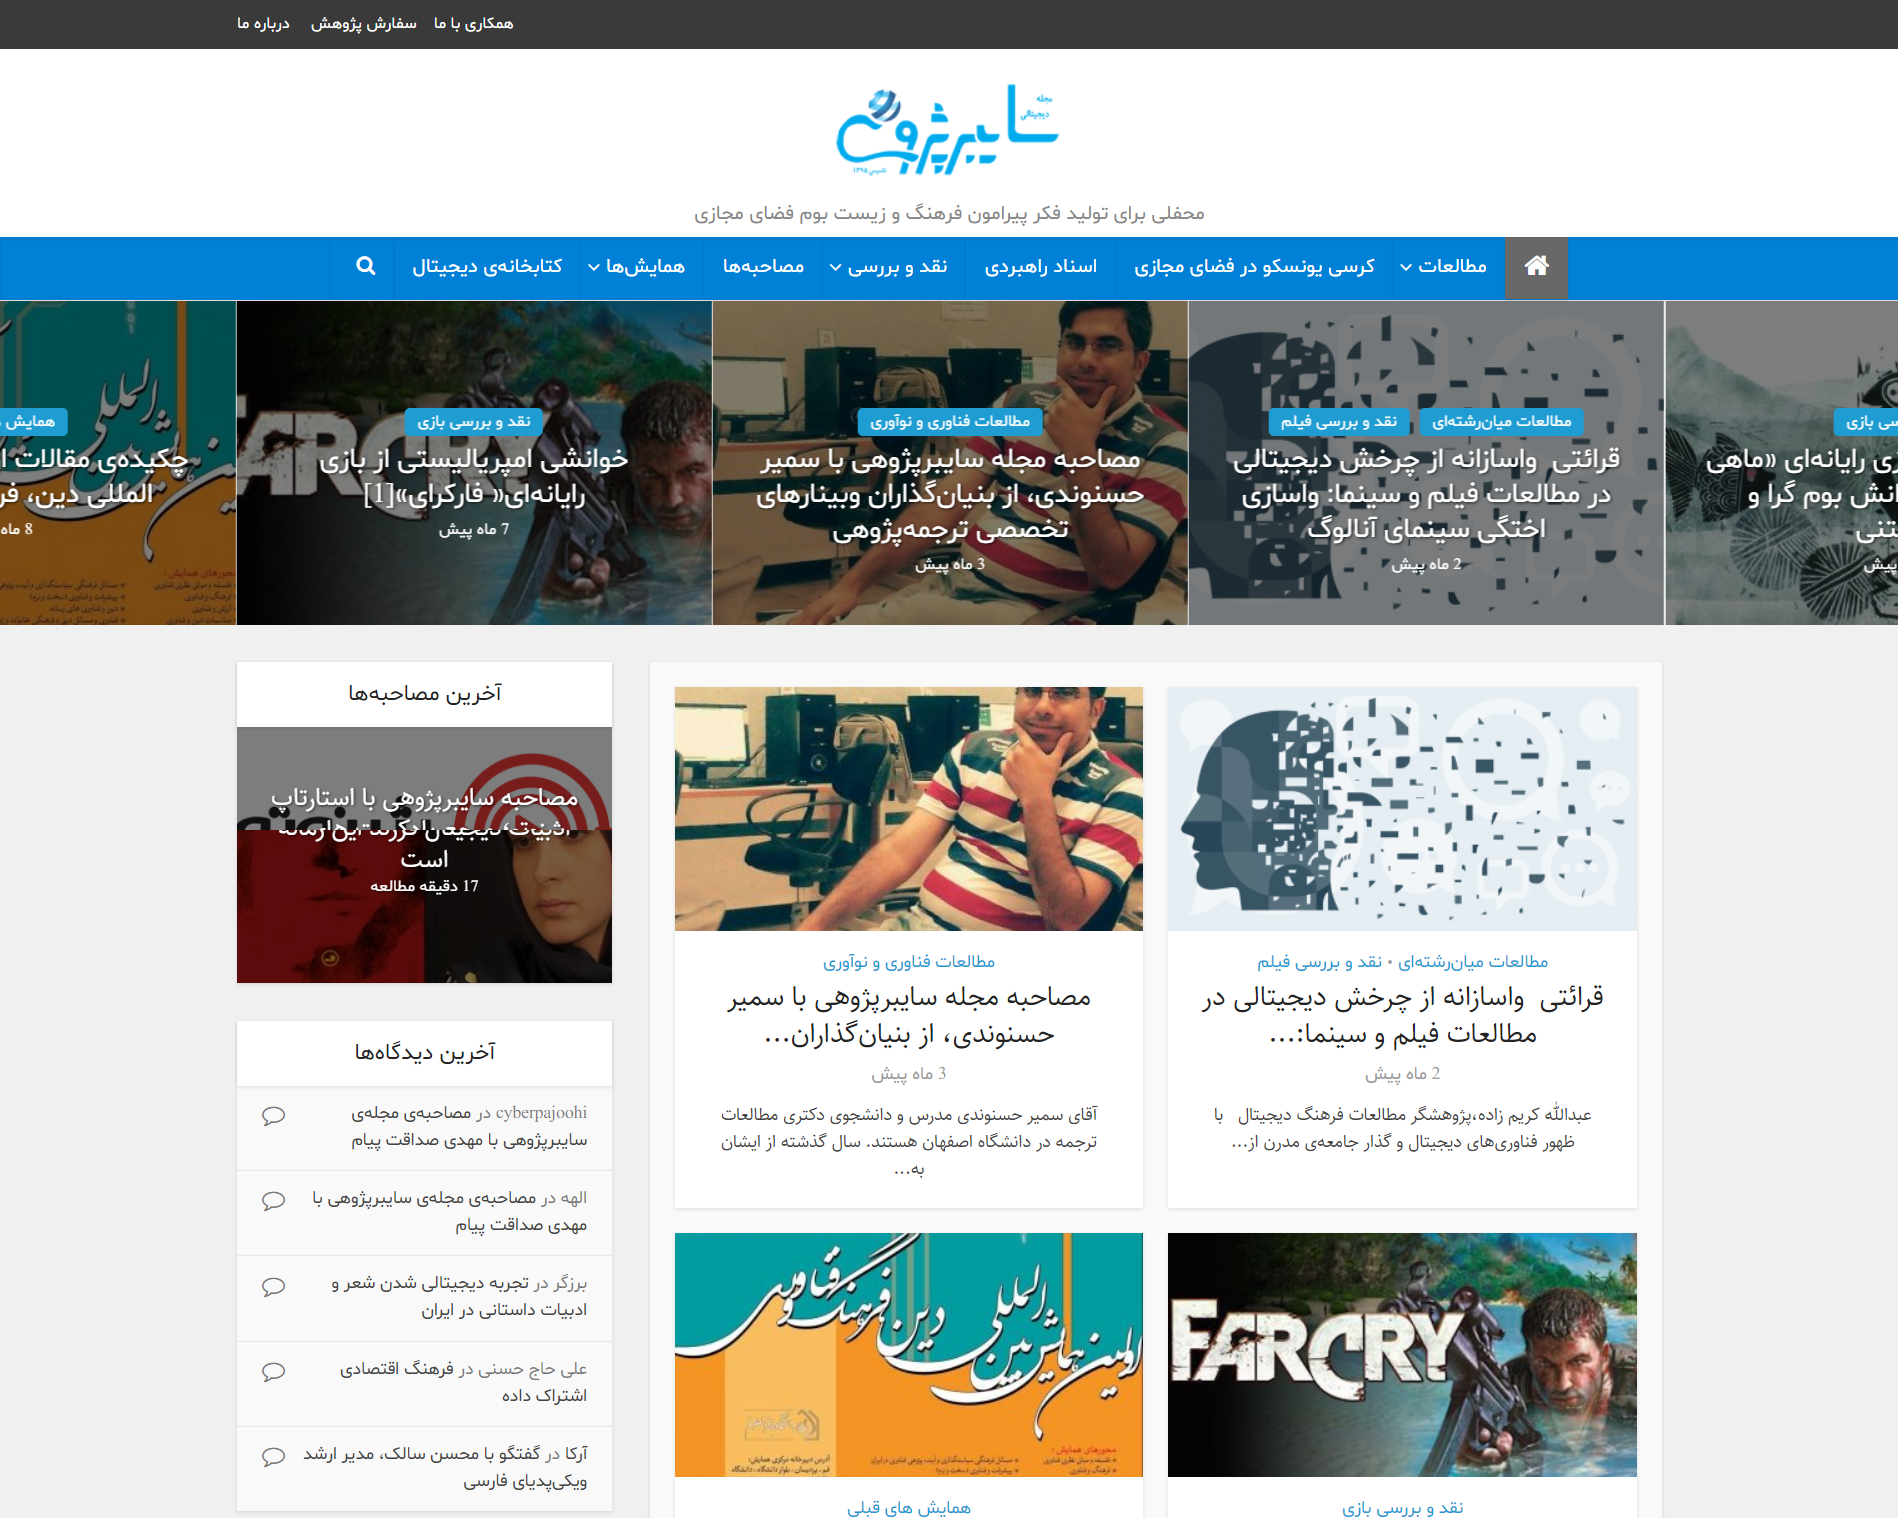 همکاری با ما
سفارش پژوهش
درباره ما
مجله
دیجیتالی
سایبرپژوهی
تاسیس ۱۳۹۵
محفلی برای تولید فکر پیرامون فرهنگ و زیست بوم فضای مجازی
مطالعات
کرسی یونسکو در فضای مجازی
اسناد راهبردی
نقد و بررسی
مصاحبه‌ها
همایش‌ها
کتابخانه‌ی دیجیتال
سی بازی
ی رایانه‌ای «ماهی
انش بوم گرا و
پیش
مطالعات میان‌رشته‌ای
نقد و بررسی فیلم
قرائتی واسازانه از چرخش دیجیتالی
در مطالعات فیلم و سینما: واسازی
اختگی سینمای آنالوگ
2 ماه پیش
مطالعات فناوری و نوآوری
مصاحبه مجله سایبرپژوهی با سمیر
حسنوندی، از بنیان‌گذاران وبینارهای
تخصصی ترجمه‌پژوهی
3 ماه پیش
نقد و بررسی بازی
خوانشی امپریالیستی از بازی
رایانه‌ای« فارکرای»[1]
7 ماه پیش
FARCRY
همایش
چکیده‌ی مقالات ا
المللی دین، فر
8 ماه
مطالعات میان‌رشته‌ای • نقد و بررسی فیلم
قرائتی واسازانه از چرخش دیجیتالی در
مطالعات فیلم و سینما:...
2 ماه پیش
عبدالله کریم زاده،پژوهشگر مطالعات فرهنگ دیجیتال با
ظهور فناوری‌های دیجیتال و گذار جامعه‌ی مدرن از...
مطالعات فناوری و نوآوری
مصاحبه مجله سایبرپژوهی با سمیر
حسنوندی، از بنیان‌گذاران...
3 ماه پیش
آقای سمیر حسنوندی مدرس و دانشجوی دکتری مطالعات
ترجمه در دانشگاه اصفهان هستند. سال گذشته از ایشان
به...
FARCRY
نقد و بررسی بازی
اولین همایش بین المللی دین، فرهنگ و فناوری
محورهای همایش :
همایش های قبلی
آخرین مصاحبه‌ها
مصاحبه سایبرپژوهی با استارتاپ
است
17 دقیقه مطالعه
آخرین دیدگاه‌ها
cyberpajoohi در مصاحبه‌ی مجله‌ی
سایبرپژوهی با مهدی صداقت پیام
الهه در مصاحبه‌ی مجله‌ی سایبرپژوهی با
مهدی صداقت پیام
برزگر در تجربه دیجیتالی شدن شعر و
ادبیات داستانی در ایران
علی حاج حسنی در فرهنگ اقتصادی
اشتراک داده
آرکا در گفتگو با محسن سالک، مدیر ارشد
ویکی‌پدیای فارسی